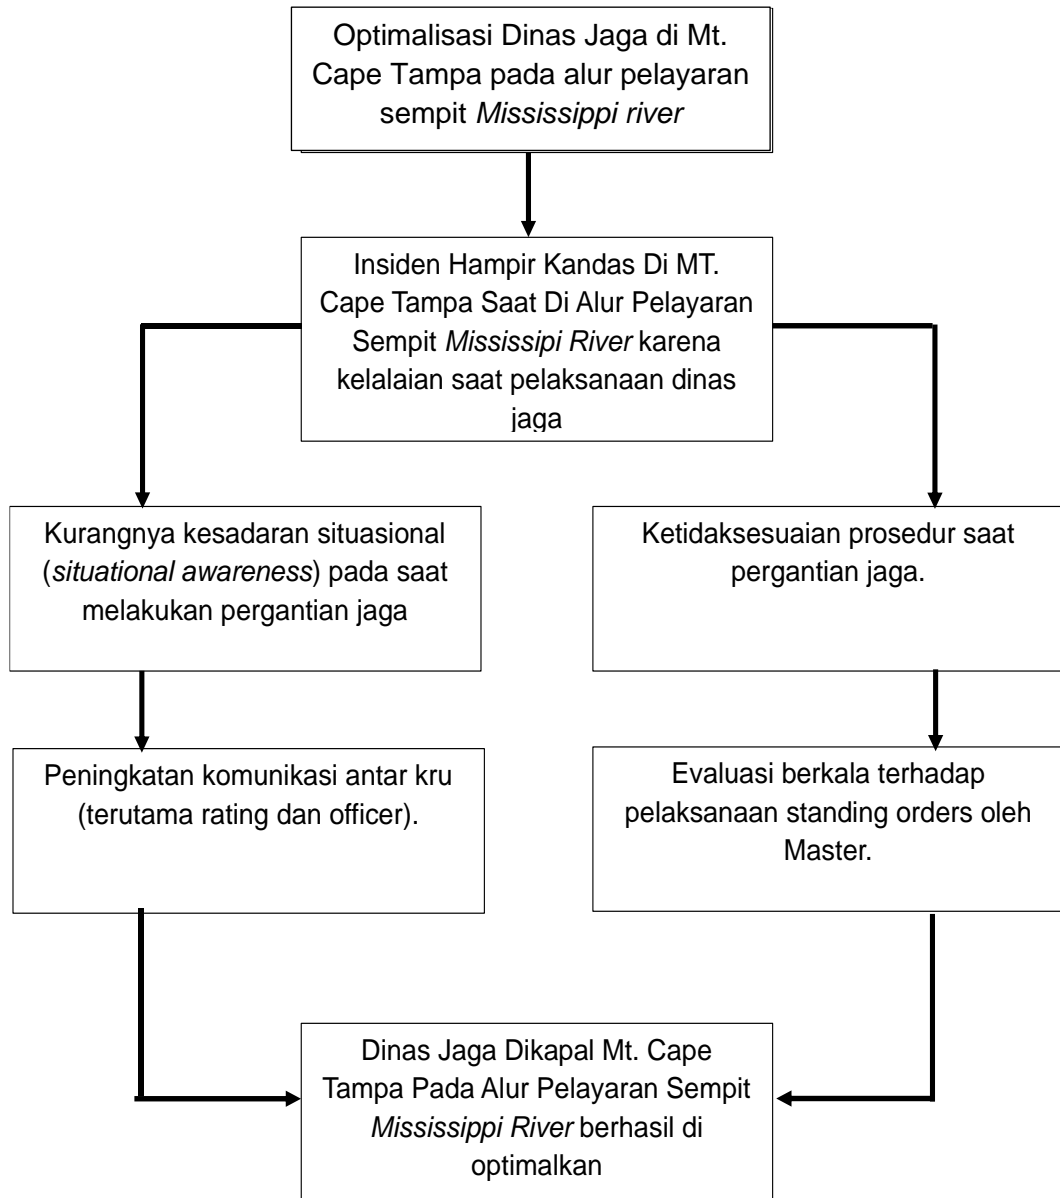 Optimalisasi Dinas Jaga di Mt.
Cape Tampa pada alur pelayaran
sempit Mississippi river
Insiden Hampir Kandas Di MT.
Cape Tampa Saat Di Alur Pelayaran
Sempit Mississipi River karena
kelalaian saat pelaksanaan dinas
jaga
Kurangnya kesadaran situasional
(situational awareness) pada saat
melakukan pergantian jaga
Ketidaksesuaian prosedur saat
pergantian jaga.
Peningkatan komunikasi antar kru
(terutama rating dan officer).
Evaluasi berkala terhadap
pelaksanaan standing orders oleh
Master.
Dinas Jaga Dikapal Mt. Cape
Tampa Pada Alur Pelayaran Sempit
Mississippi River berhasil di
optimalkan